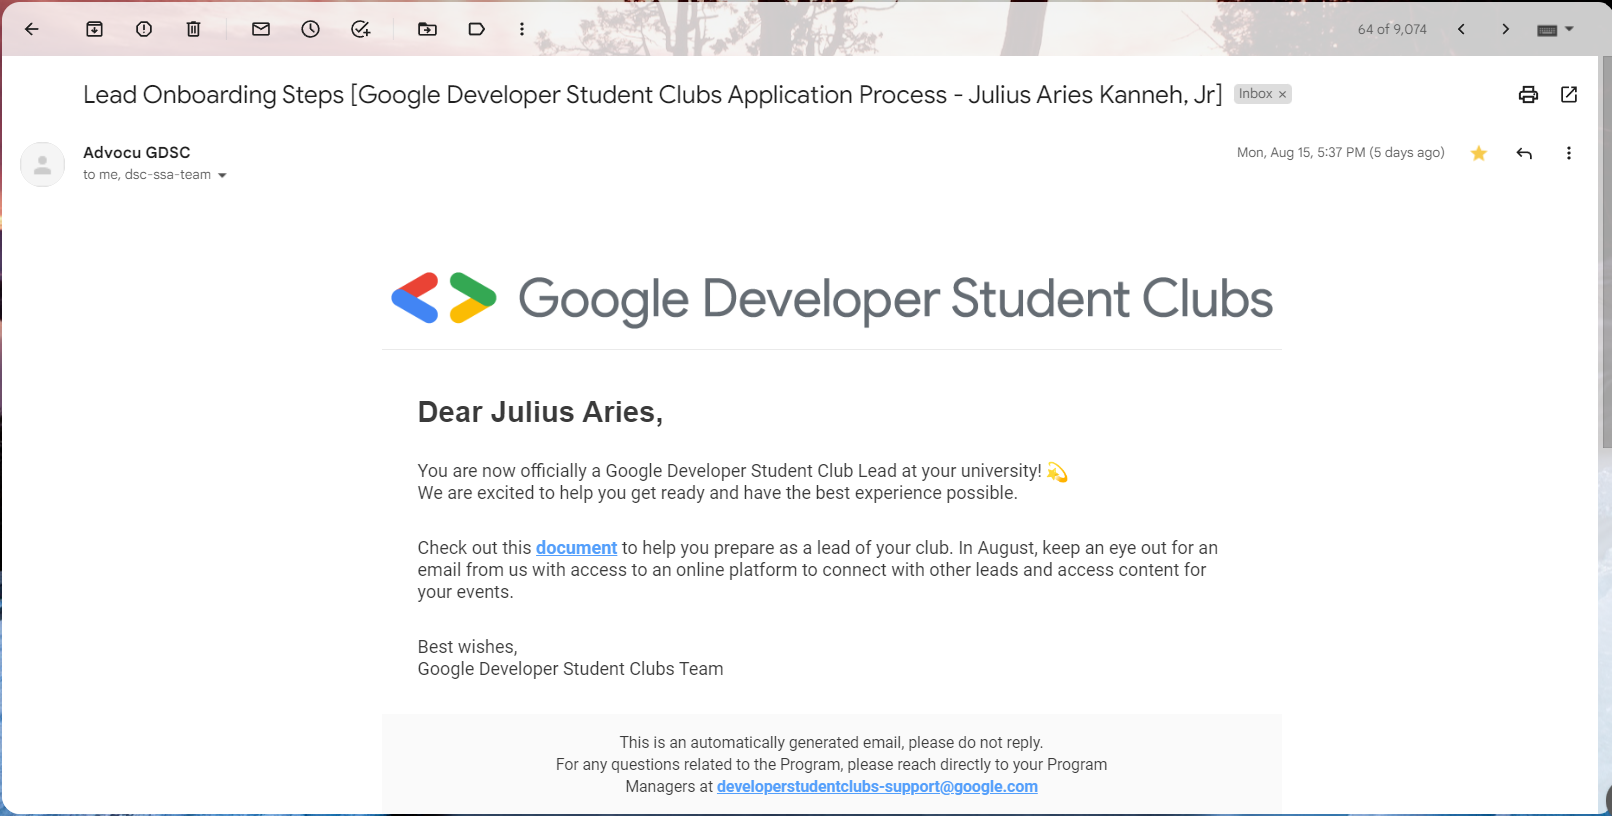 64 of 9,074
Lead Onboarding Steps [Google Developer Student Clubs Application Process - Julius Aries Kanneh, Jr]
Inbox ×
Advocu GDSC
Mon, Aug 15, 5:37 PM (5 days ago)
to me, dsc-ssa-team
Google Developer Student Clubs
Dear Julius Aries,
You are now officially a Google Developer Student Club Lead at your university! 💫
We are excited to help you get ready and have the best experience possible.
Check out this document to help you prepare as a lead of your club. In August, keep an eye out for an
email from us with access to an online platform to connect with other leads and access content for
your events.
Best wishes,
Google Developer Student Clubs Team
This is an automatically generated email, please do not reply.
For any questions related to the Program, please reach directly to your Program
Managers at developerstudentclubs-support@google.com